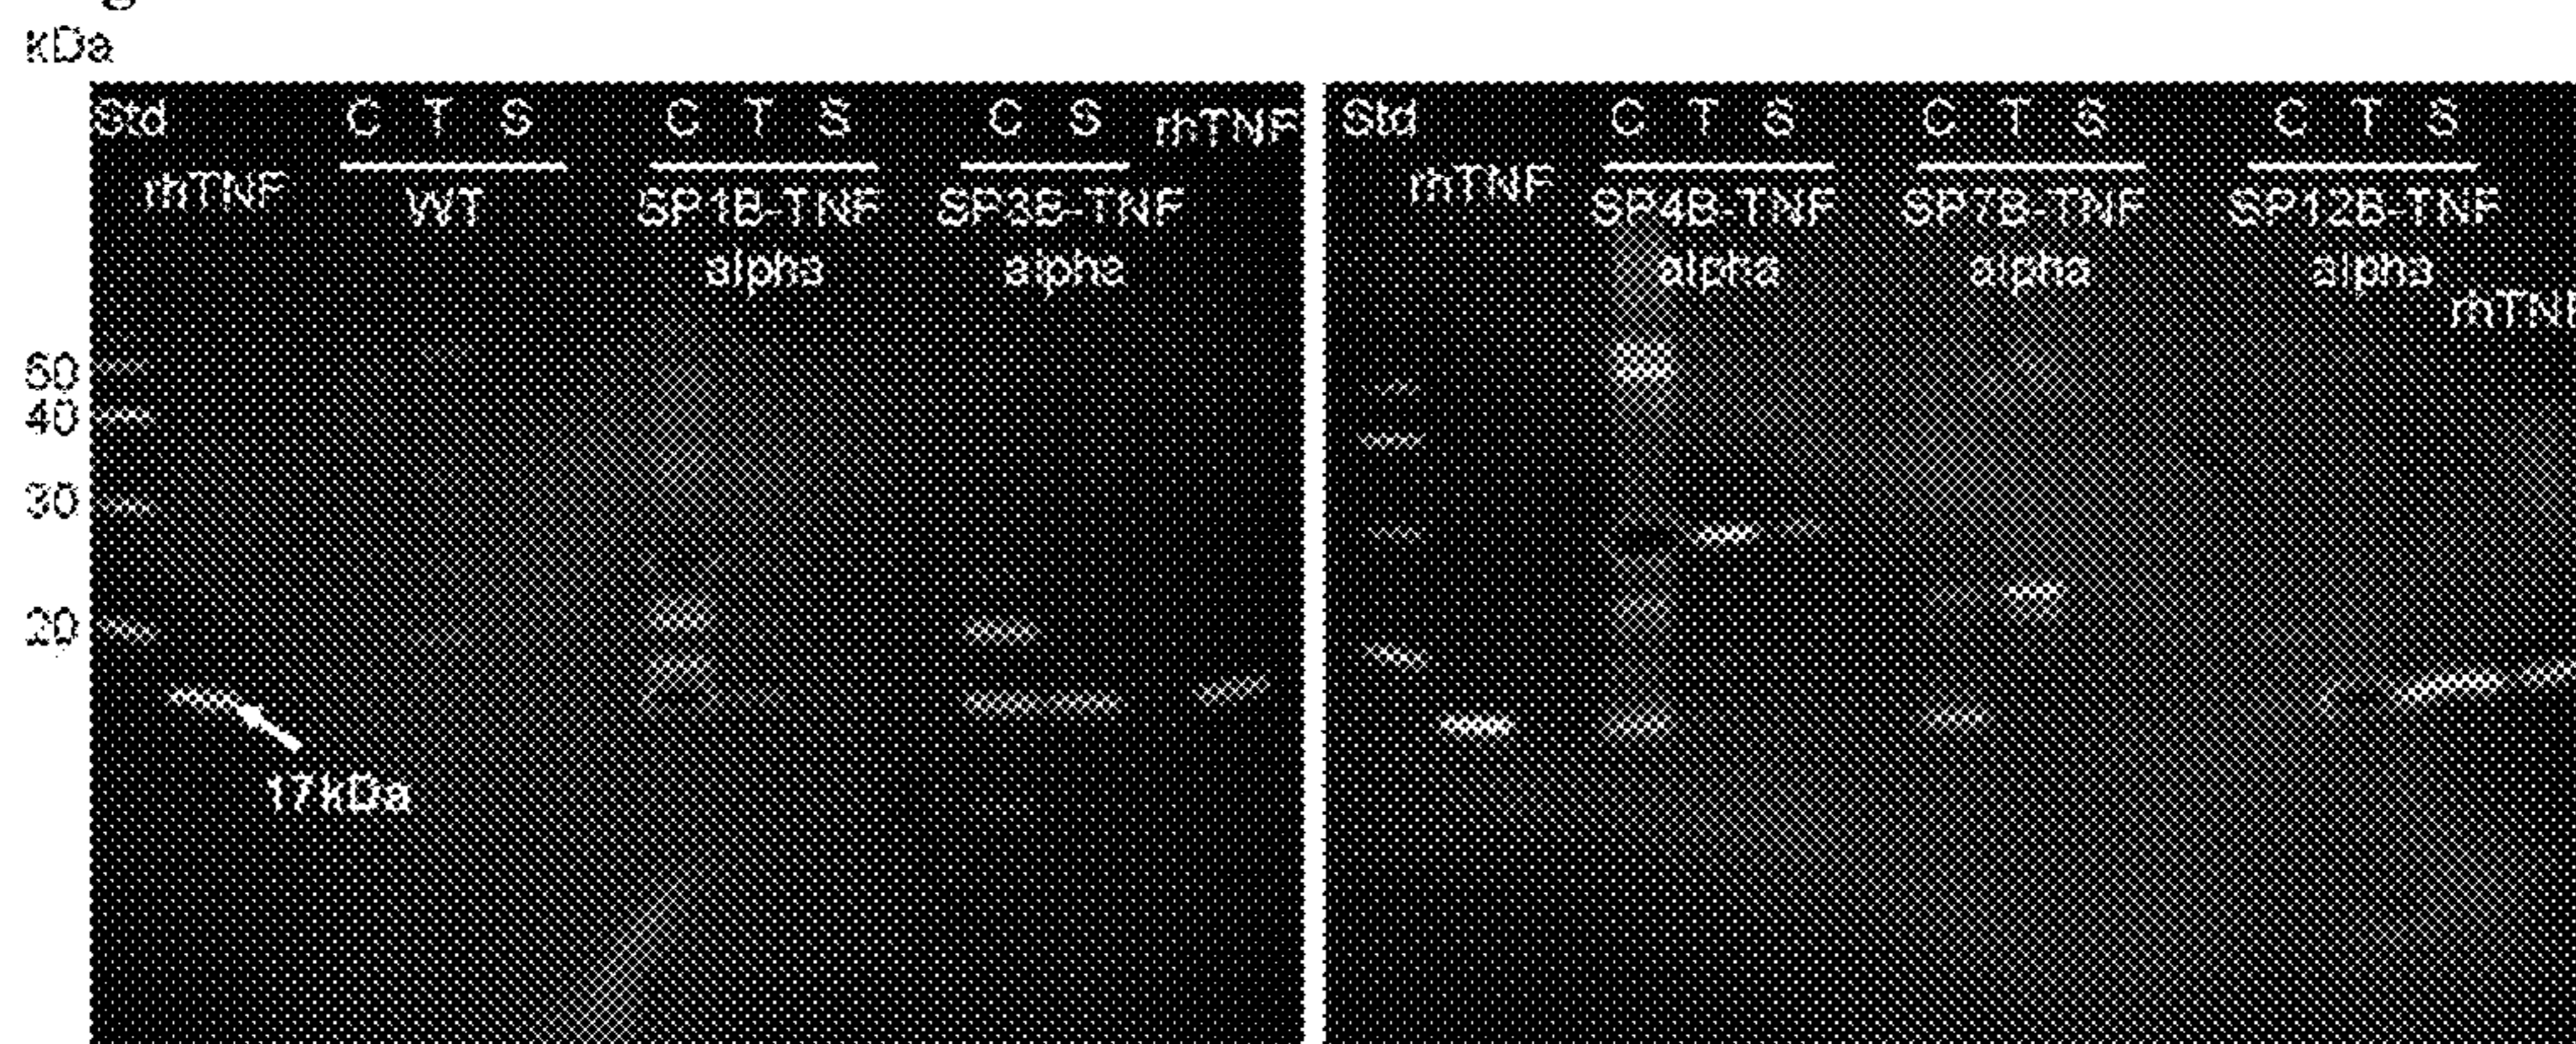 kDa
Std C T S C T S C S rhTNF
rhTNF WT SP1B-TNF SP3B-TNF
alpha alpha
50
40
30
20
17kDa
Std C T S C T S C T S
rhTNF SP4B-TNF SP7B-TNF SP12B-TNF
alpha alpha alpha